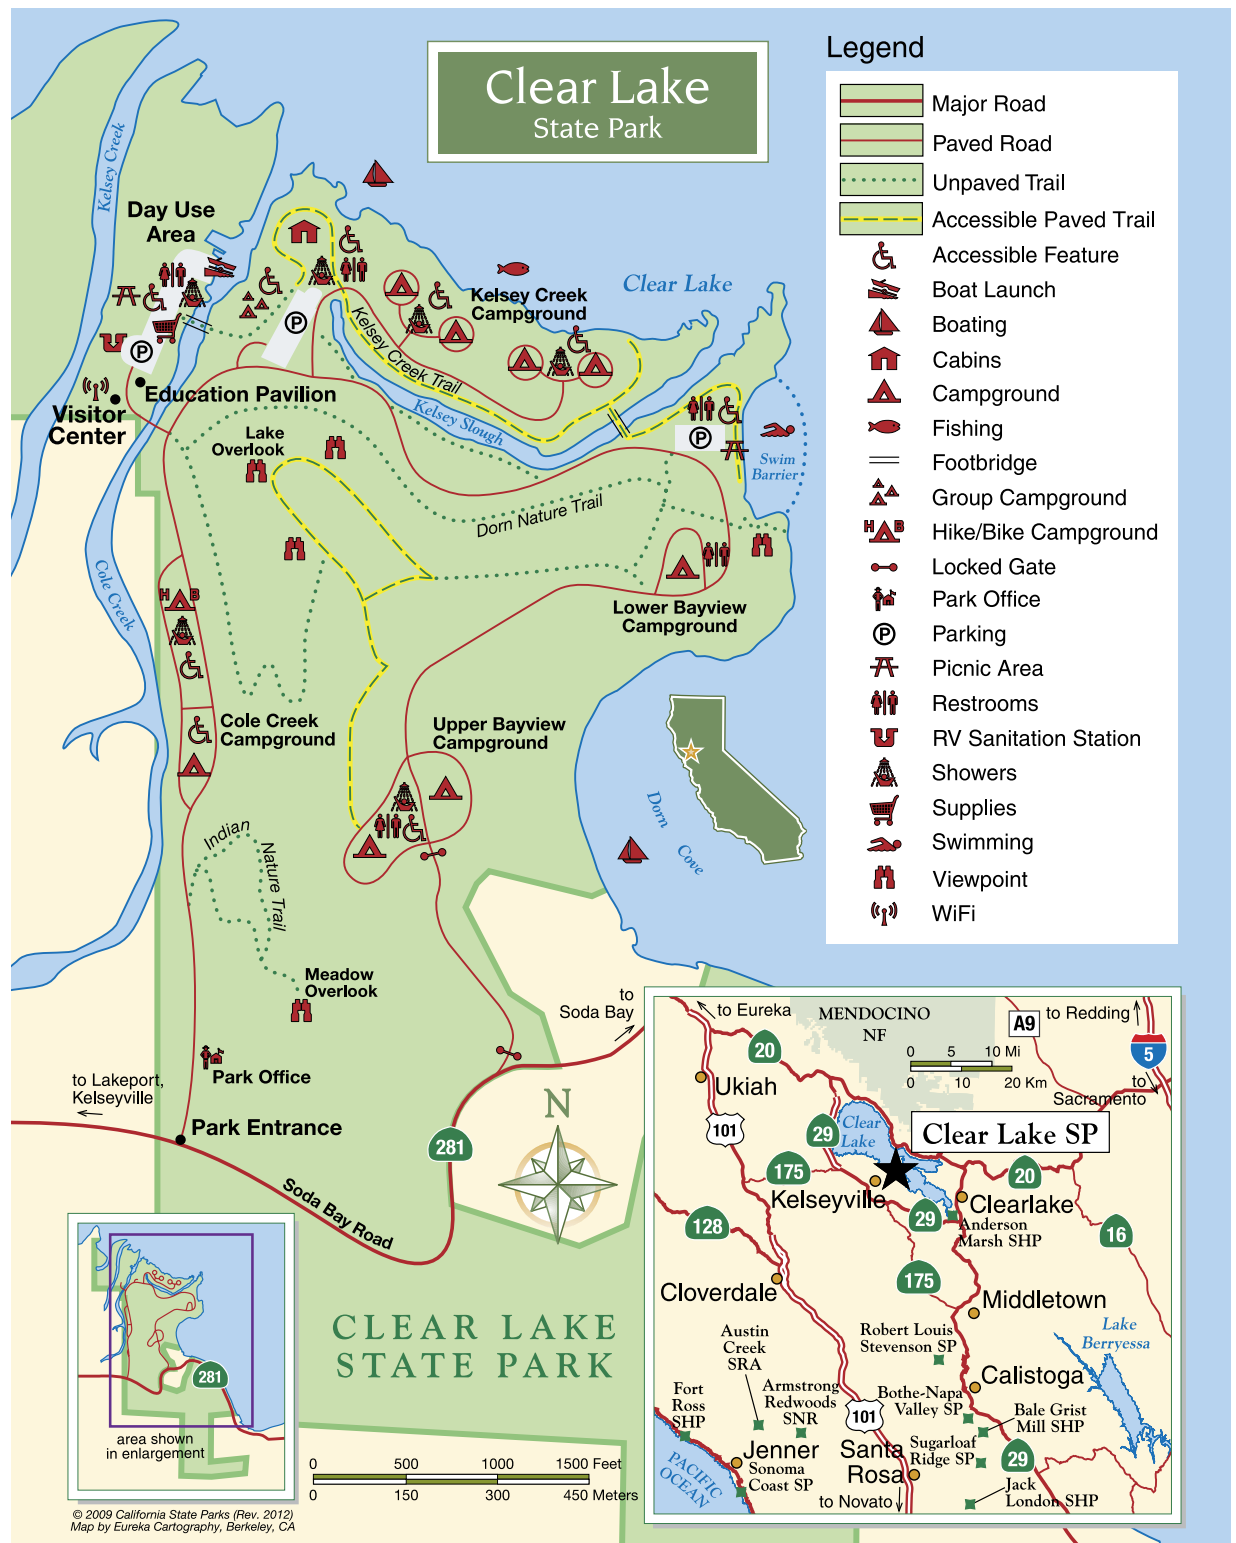 Clear Lake
State Park
Legend
Major Road
Paved Road
Unpaved Trail
Accessible Paved Trail
Accessible Feature
Boat Launch
Boating
Cabins
Campground
Fishing
Footbridge
Group Campground
H B
Hike/Bike Campground
Locked Gate
Park Office
P
Parking
Picnic Area
Restrooms
RV Sanitation Station
Showers
Supplies
Swimming
Viewpoint
WiFi
Kelsey Creek
Day Use
Area
Clear Lake
Kelsey Creek
Campground
P
P
Kelsey Creek Trail
Education Pavilion
Visitor
Center
Kelsey Slough
Lake
Overlook
P
Swim
Barrier
Dorn Nature Trail
Cole Creek
H B
Lower Bayview
Campground
Cole Creek
Campground
Upper Bayview
Campground
Dorn
Cove
Indian
Nature Trail
Meadow
Overlook
to
Soda Bay
Park Office
to Lakeport,
Kelseyville
Park Entrance
N
281
Soda Bay Road
CLEAR LAKE
STATE PARK
281
area shown
in enlargement
0 500 1000 1500 Feet
0 150 300 450 Meters
© 2009 California State Parks (Rev. 2012)
Map by Eureka Cartography, Berkeley, CA
to Eureka
MENDOCINO
NF
A9
to Redding
5
20
0 5 10 Mi
0 10 20 Km
to
Sacramento
Ukiah
101
29
Clear
Lake
Clear Lake SP
175
20
Kelseyville
Clearlake
29
Anderson
Marsh SHP
128
16
175
Cloverdale
Middletown
Lake
Berryessa
Austin
Creek
SRA
Robert Louis
Stevenson SP
Calistoga
Fort
Ross
SHP
Armstrong
Redwoods
SNR
Bothe-Napa
Valley SP
Bale Grist
Mill SHP
101
Jenner
Santa
Rosa
Sugarloaf
Ridge SP
29
Sonoma
Coast SP
PACIFIC
OCEAN
to Novato
Jack
London SHP